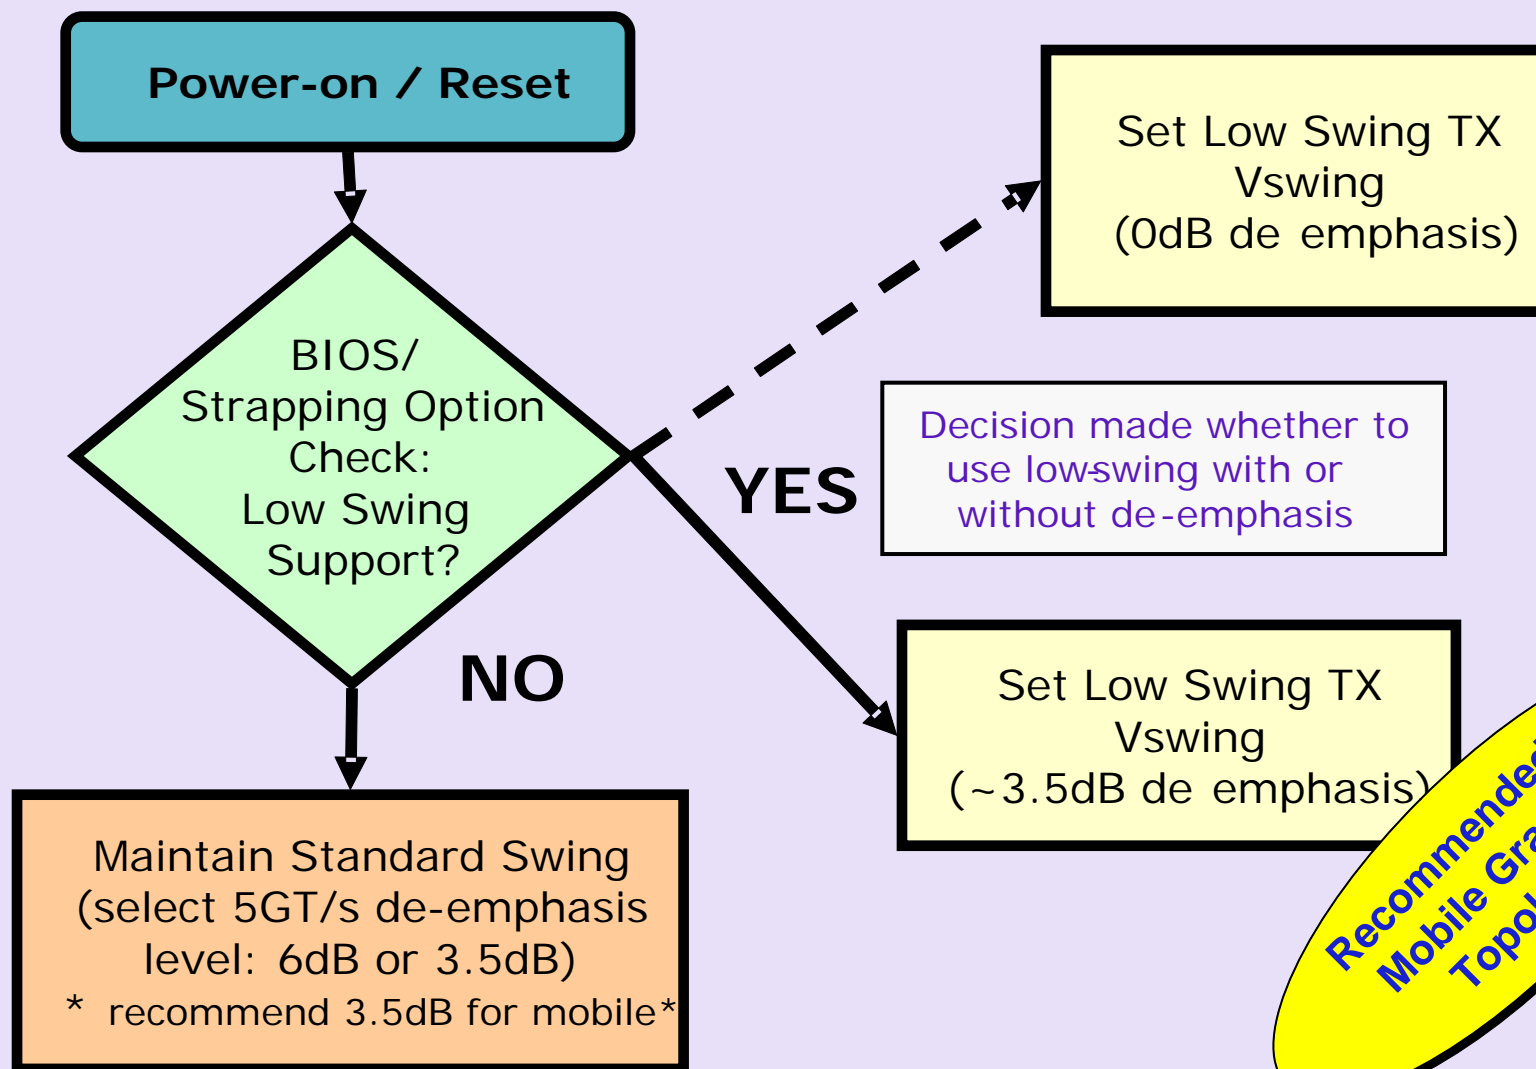 Power-on / Reset
Set Low Swing TX
Vswing
(0dB de emphasis)
BIOS/
Strapping Option
Check:
Low Swing
Support?
YES
Decision made whether to
use low-swing with or
without de-emphasis
NO
Set Low Swing TX
Vswing
(~3.5dB de emphasis)
Maintain Standard Swing
(select 5GT/s de-emphasis
level: 6dB or 3.5dB)
* recommend 3.5dB for mobile*
Recommended
Mobile